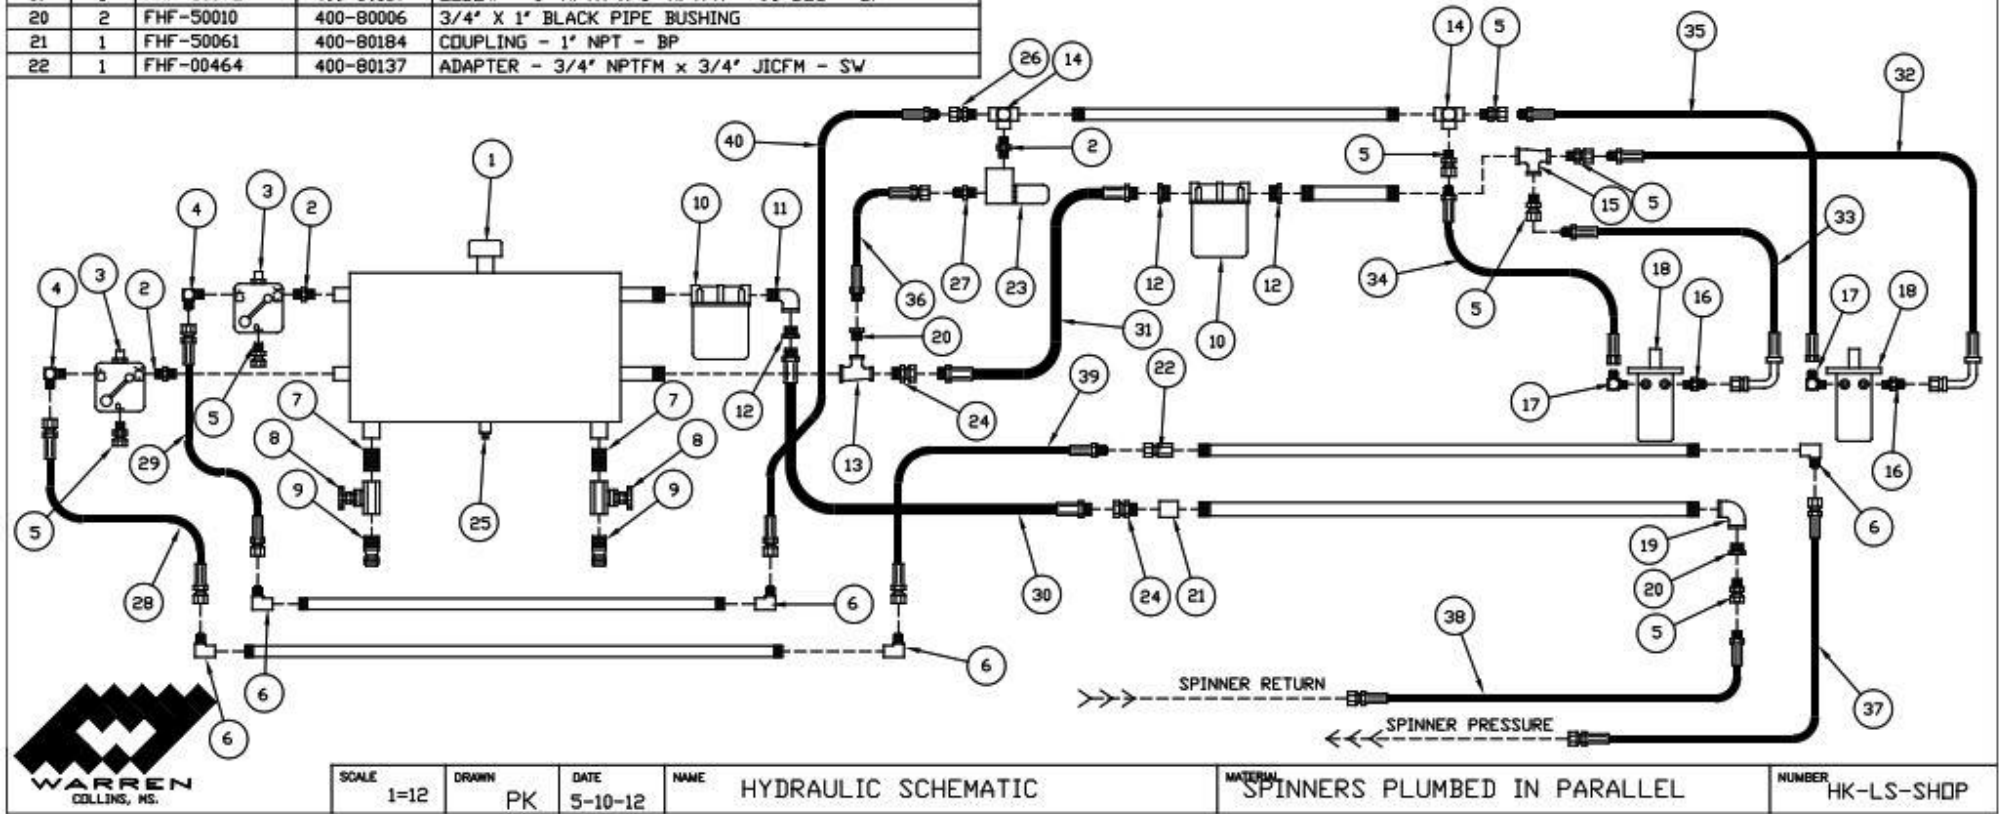 20 2 FHF-50010 400-80006 3/4" X 1" BLACK PIPE BUSHING
21 1 FHF-50061 400-80184 COUPLING - 1" NPT - BP
22 1 FHF-00464 400-80137 ADAPTER - 3/4" NPTFM x 3/4" JICFM - SW
14 5 35
26 14 32
40 2 5
1
3 4 2 10 11 15 5 33
3 4 2 36 27 23 12 12 34 5 18 16 17 18
31 10
20
5 7 12 24 39 22 17
8 7 8 13 16
29 9 9 25 6
5 19
28 6 30 24 21 20
38 5
6 6
6 37
SPINNER RETURN
SPINNER PRESSURE
WARREN
COLLINS, MS.
SCALE 1=12
DRAWN PK
DATE 5-10-12
NAME HYDRAULIC SCHEMATIC
MATERIAL SPINNERS PLUMBED IN PARALLEL
NUMBER HK-LS-SHOP